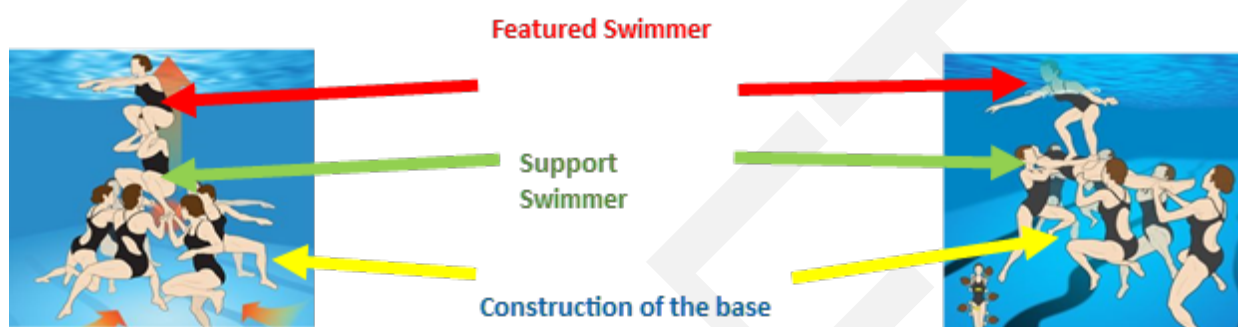 Featured Swimmer
Support
Swimmer
Construction of the base